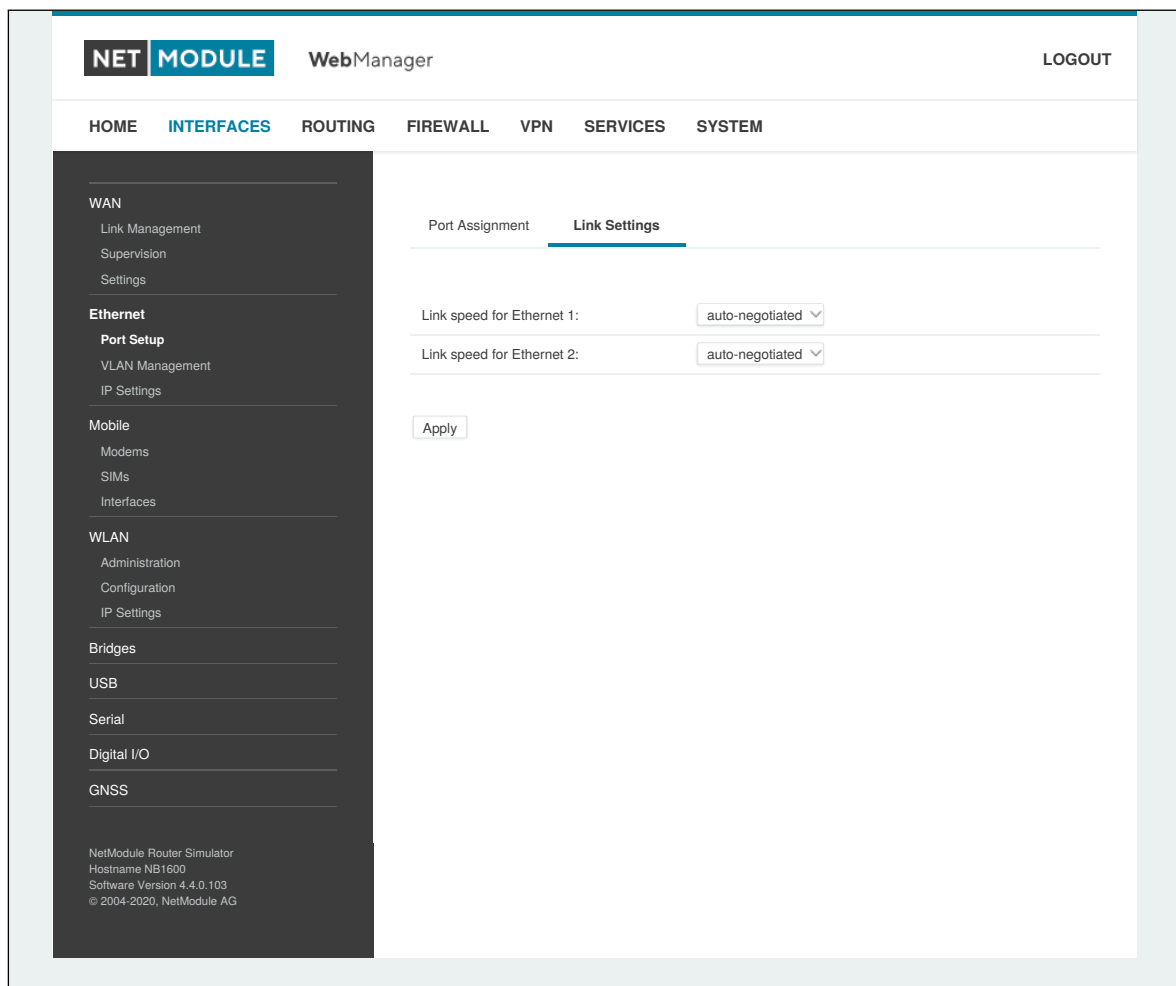 NET MODULE WebManager LOGOUT
HOME INTERFACES ROUTING FIREWALL VPN SERVICES SYSTEM
WAN
Link Management
Supervision
Settings
Ethernet
Port Setup
VLAN Management
IP Settings
Mobile
Modems
SIMs
Interfaces
WLAN
Administration
Configuration
IP Settings
Bridges
USB
Serial
Digital I/O
GNSS
NetModule Router Simulator
Hostname NB1600
Software Version 4.4.0.103
© 2004-2020, NetModule AG
Port Assignment Link Settings
Link speed for Ethernet 1: auto-negotiated
Link speed for Ethernet 2: auto-negotiated
Apply